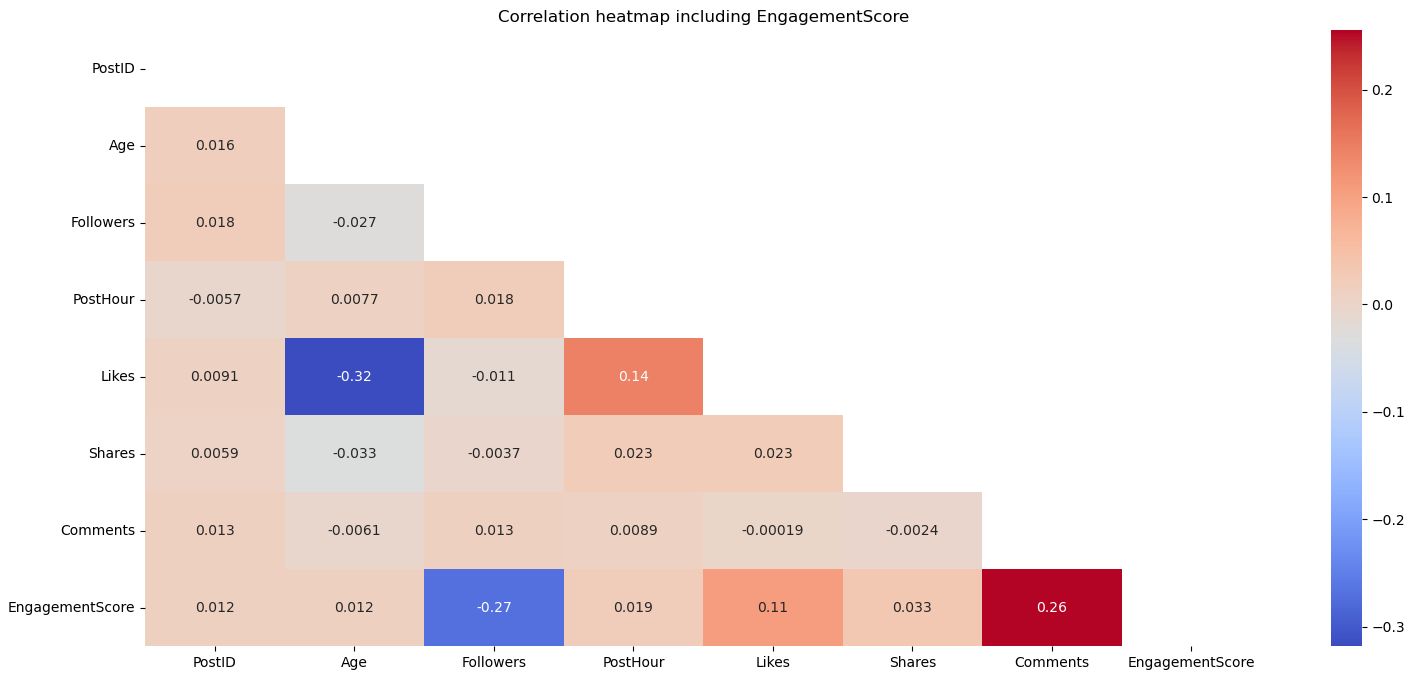 Correlation heatmap including EngagementScore
PostID
Age 0.016
Followers 0.018 -0.027
PostHour -0.0057 0.0077 0.018
Likes 0.0091 -0.32 -0.011 0.14
Shares 0.0059 -0.033 -0.0037 0.023 0.023
Comments 0.013 -0.0061 0.013 0.0089 -0.00019 -0.0024
EngagementScore 0.012 0.012 -0.27 0.019 0.11 0.033 0.26
PostID Age Followers PostHour Likes Shares Comments EngagementScore
0.2
0.1
0.0
−0.1
−0.2
−0.3